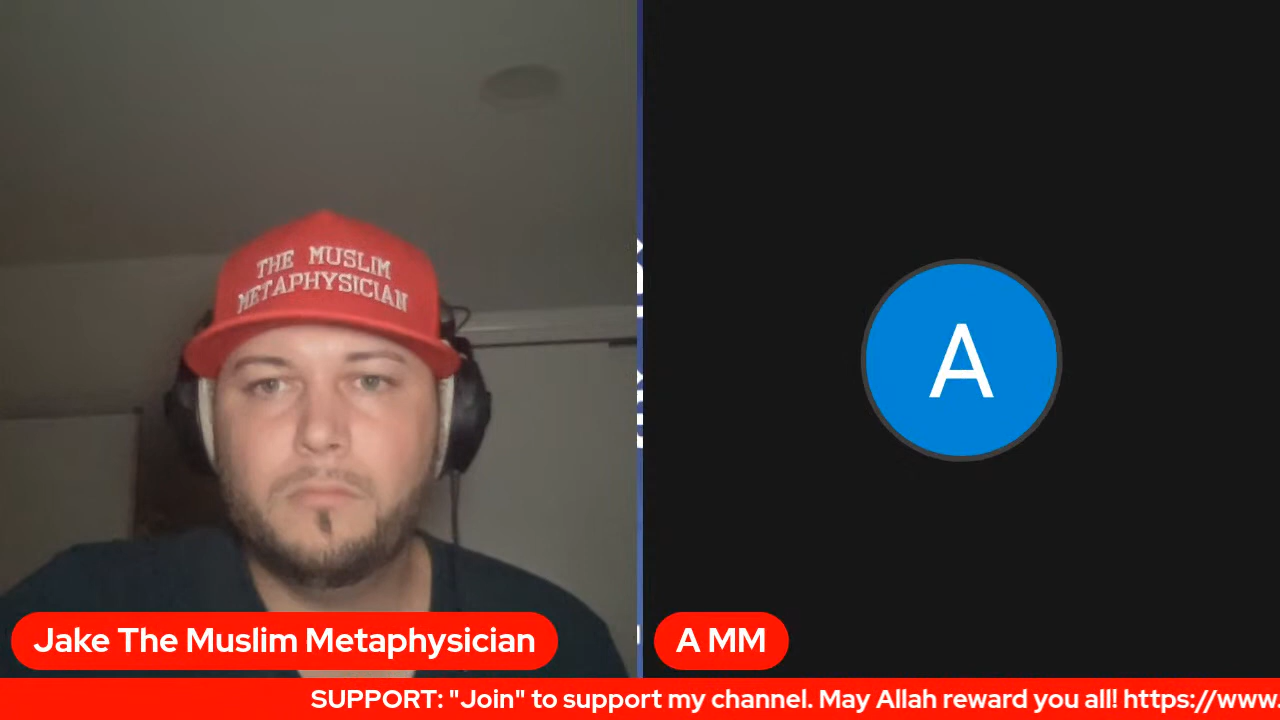 THE MUSLIM
METAPHYSICIAN
A
Jake The Muslim Metaphysician
A MM
SUPPORT: "Join" to support my channel. May Allah reward you all! https://www.